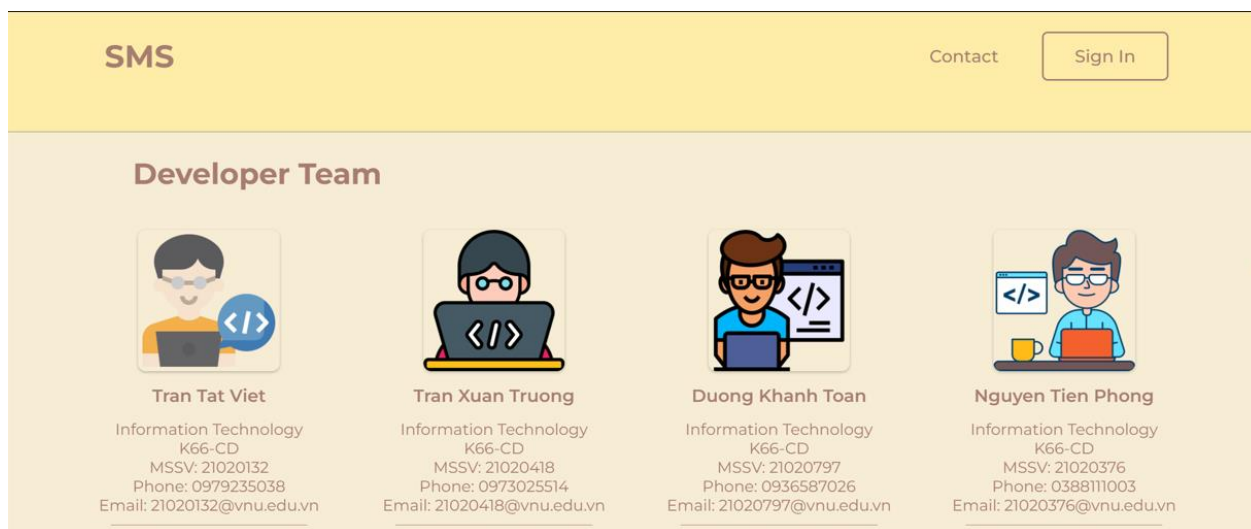 SMS
Contact
Sign In
Developer Team
</>
</>
</>
</>
Tran Tat Viet
Information Technology
K66-CD
MSSV: 21020132
Phone: 0979235038
Email: 21020132@vnu.edu.vn
Tran Xuan Truong
Information Technology
K66-CD
MSSV: 21020418
Phone: 0973025514
Email: 21020418@vnu.edu.vn
Duong Khanh Toan
Information Technology
K66-CD
MSSV: 21020797
Phone: 0936587026
Email: 21020797@vnu.edu.vn
Nguyen Tien Phong
Information Technology
K66-CD
MSSV: 21020376
Phone: 0388111003
Email: 21020376@vnu.edu.vn